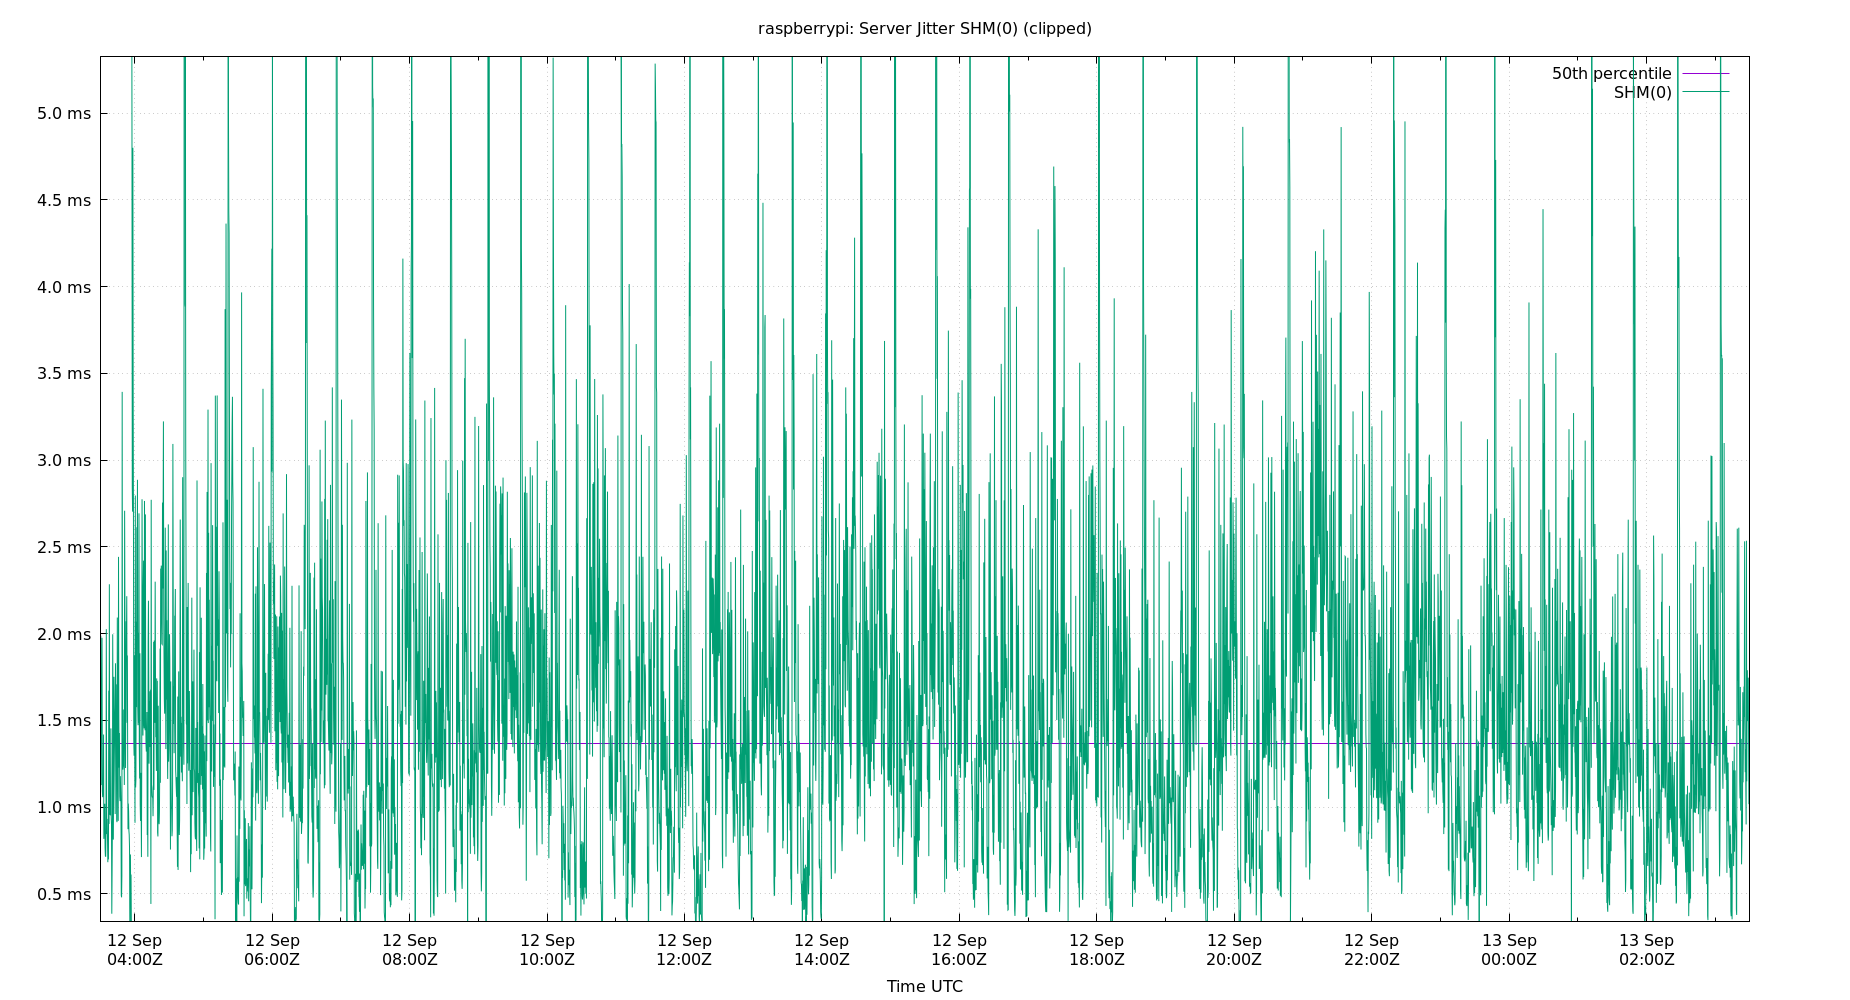 raspberrypi: Server Jitter SHM(0) (clipped)
50th percentile
SHM(0)
5.0 ms
4.5 ms
4.0 ms
3.5 ms
3.0 ms
2.5 ms
2.0 ms
1.5 ms
1.0 ms
0.5 ms
12 Sep 12 Sep 12 Sep 12 Sep 12 Sep 12 Sep 12 Sep 12 Sep 12 Sep 12 Sep 13 Sep 13 Sep
04:00Z 06:00Z 08:00Z 10:00Z 12:00Z 14:00Z 16:00Z 18:00Z 20:00Z 22:00Z 00:00Z 02:00Z
Time UTC